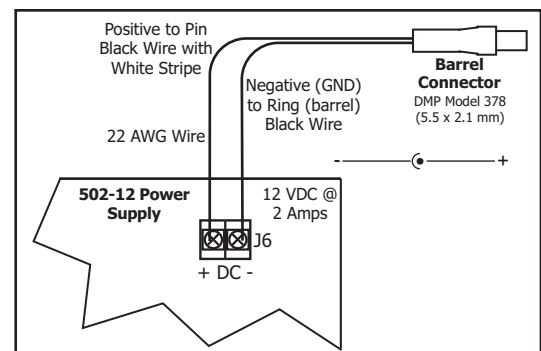 Positive to Pin
Black Wire with
White Stripe
Negative (GND)
to Ring (barrel)
Black Wire
Barrel
Connector
DMP Model 378
(5.5 x 2.1 mm)
22 AWG Wire
- +
502-12 Power
Supply
12 VDC @
2 Amps
J6
+ DC -